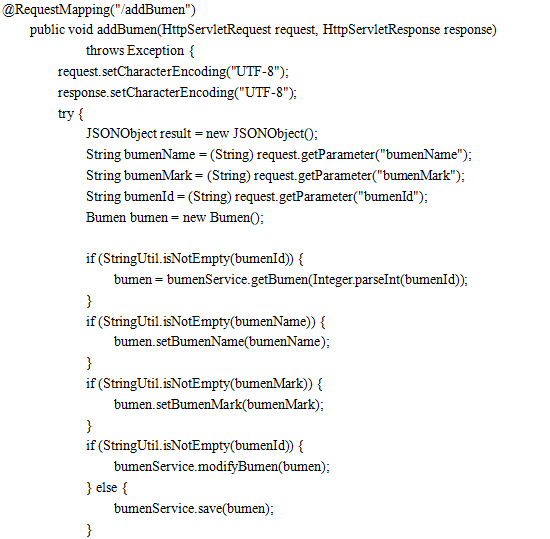 @RequestMapping("/addBumen")
public void addBumen(HttpServletRequest request, HttpServletResponse response)
throws Exception {
request.setCharacterEncoding("UTF-8");
response.setCharacterEncoding("UTF-8");
try {
JSONObject result = new JSONObject();
String bumenName = (String) request.getParameter("bumenName");
String bumenMark = (String) request.getParameter("bumenMark");
String bumenId = (String) request.getParameter("bumenId");
Bumen bumen = new Bumen();
if (StringUtil.isNotEmpty(bumenId)) {
bumen = bumenService.getBumen(Integer.parseInt(bumenId));
}
if (StringUtil.isNotEmpty(bumenName)) {
bumen.setBumenName(bumenName);
}
if (StringUtil.isNotEmpty(bumenMark)) {
bumen.setBumenMark(bumenMark);
}
if (StringUtil.isNotEmpty(bumenId)) {
bumenService.modifyBumen(bumen);
} else {
bumenService.save(bumen);
}